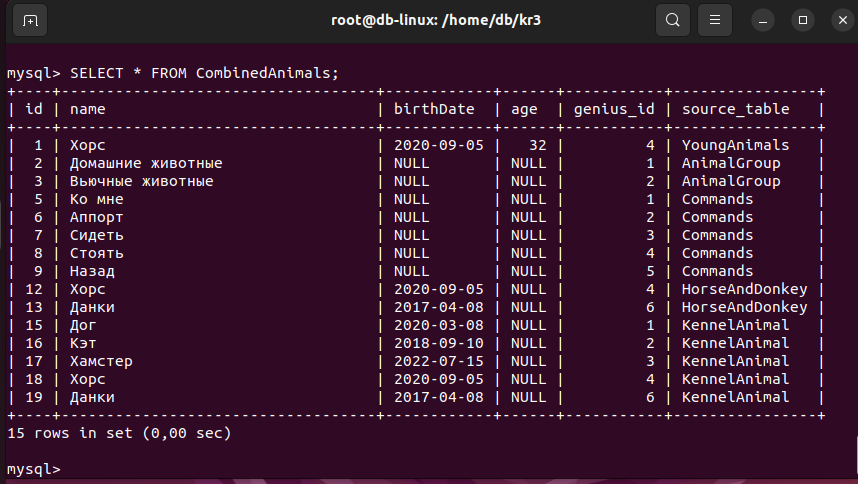 root@db-linux: /home/db/kr3
mysql> SELECT * FROM CombinedAnimals;
+----+-----------------------------------+------------+------+-----------+----------------+
| id | name                              | birthDate  | age  | genius_id | source_table   |
+----+-----------------------------------+------------+------+-----------+----------------+
|  1 | Хорс                              | 2020-09-05 |   32 |         4 | YoungAnimals   |
|  2 | Домашние животные                 | NULL       | NULL |         1 | AnimalGroup    |
|  3 | Вьючные животные                  | NULL       | NULL |         2 | AnimalGroup    |
|  5 | Ко мне                            | NULL       | NULL |         1 | Commands       |
|  6 | Аппорт                            | NULL       | NULL |         2 | Commands       |
|  7 | Сидеть                            | NULL       | NULL |         3 | Commands       |
|  8 | Стоять                            | NULL       | NULL |         4 | Commands       |
|  9 | Назад                             | NULL       | NULL |         5 | Commands       |
| 12 | Хорс                              | 2020-09-05 | NULL |         4 | HorseAndDonkey |
| 13 | Данки                             | 2017-04-08 | NULL |         6 | HorseAndDonkey |
| 15 | Дог                               | 2020-03-08 | NULL |         1 | KennelAnimal   |
| 16 | Кэт                               | 2018-09-10 | NULL |         2 | KennelAnimal   |
| 17 | Хамстер                           | 2022-07-15 | NULL |         3 | KennelAnimal   |
| 18 | Хорс                              | 2020-09-05 | NULL |         4 | KennelAnimal   |
| 19 | Данки                             | 2017-04-08 | NULL |         6 | KennelAnimal   |
+----+-----------------------------------+------------+------+-----------+----------------+
15 rows in set (0,00 sec)
mysql>